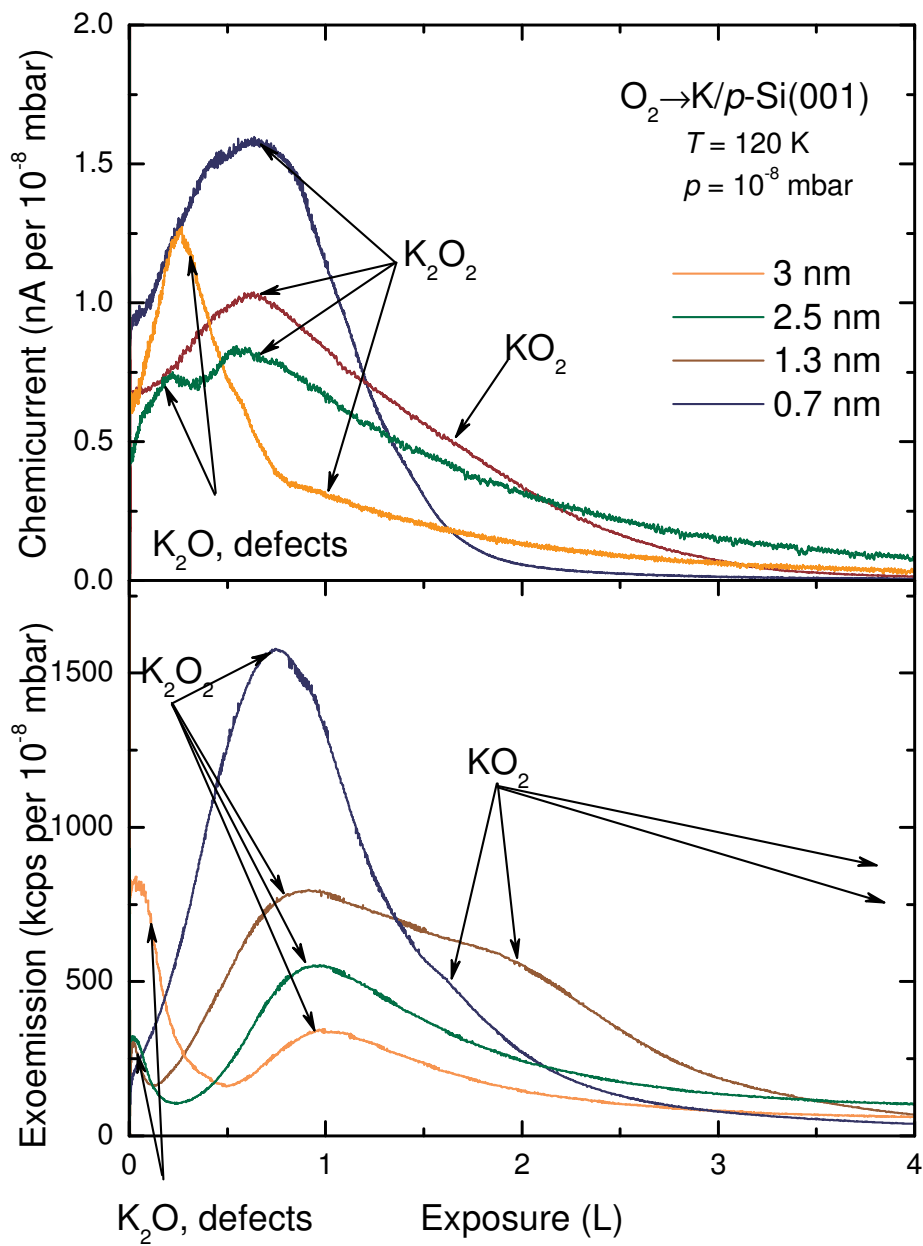 2.0
1.5
1.0
0.5
0.0
Chemicurrent (nA per 10⁻⁸ mbar)
O₂→K/p-Si(001)
T = 120 K
p = 10⁻⁸ mbar
3 nm
2.5 nm
1.3 nm
0.7 nm
K₂O₂
KO₂
K₂O, defects
1500
1000
500
0
Exoemission (kcps per 10⁻⁸ mbar)
K₂O₂
KO₂
0 1 2 3 4
K₂O, defects
Exposure (L)